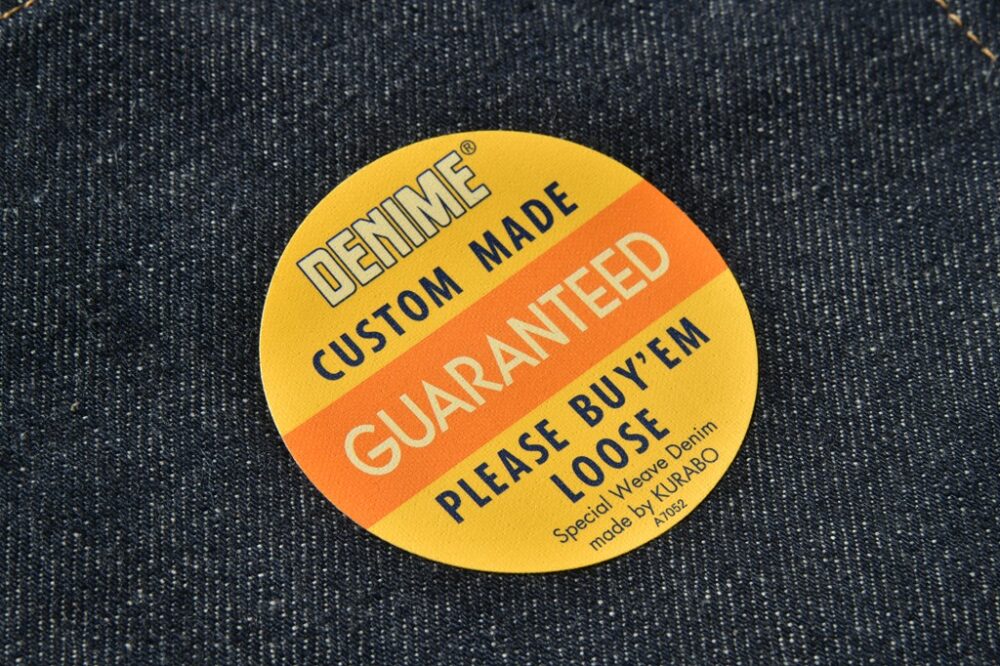 DENIME®
CUSTOM MADE
GUARANTEED
PLEASE BUY'EM
LOOSE
Special Weave Denim
made by KURABO
A7052